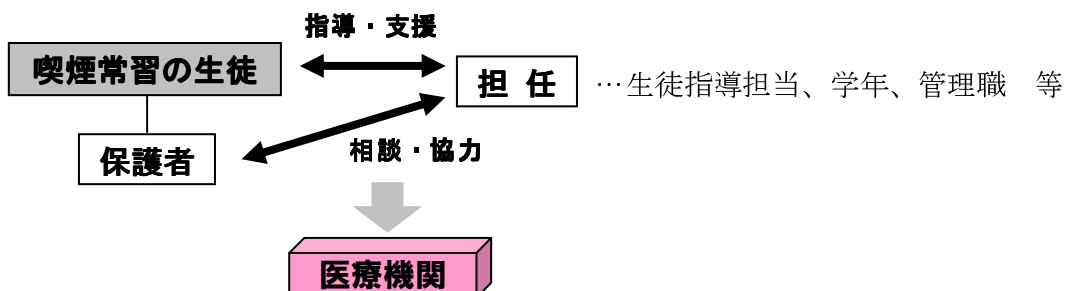 指導・支援
喫煙常習の生徒
担 任 …生徒指導担当、学年、管理職　等
保護者
相談・協力
医療機関